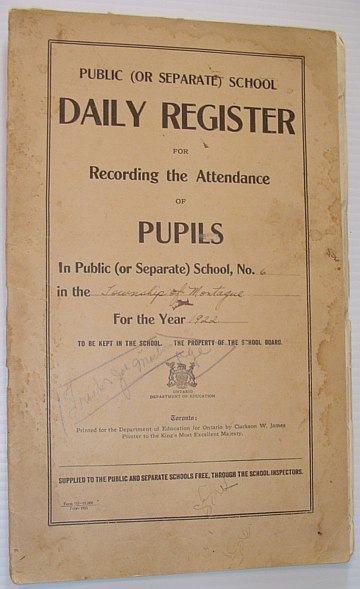 PUBLIC (OR SEPARATE) SCHOOL
DAILY REGISTER
FOR
Recording the Attendance
OF
PUPILS
In Public (or Separate) School, No. 6
in the Township of Montague
For the Year 1922
TO BE KEPT IN THE SCHOOL. THE PROPERTY OF THE SCHOOL BOARD.
ONTARIO
DEPARTMENT OF EDUCATION
Toronto:
Printed for the Department of Education for Ontario by Clarkson W. James
Printer to the King's Most Excellent Majesty.
SUPPLIED TO THE PUBLIC AND SEPARATE SCHOOLS FREE, THROUGH THE SCHOOL INSPECTORS.